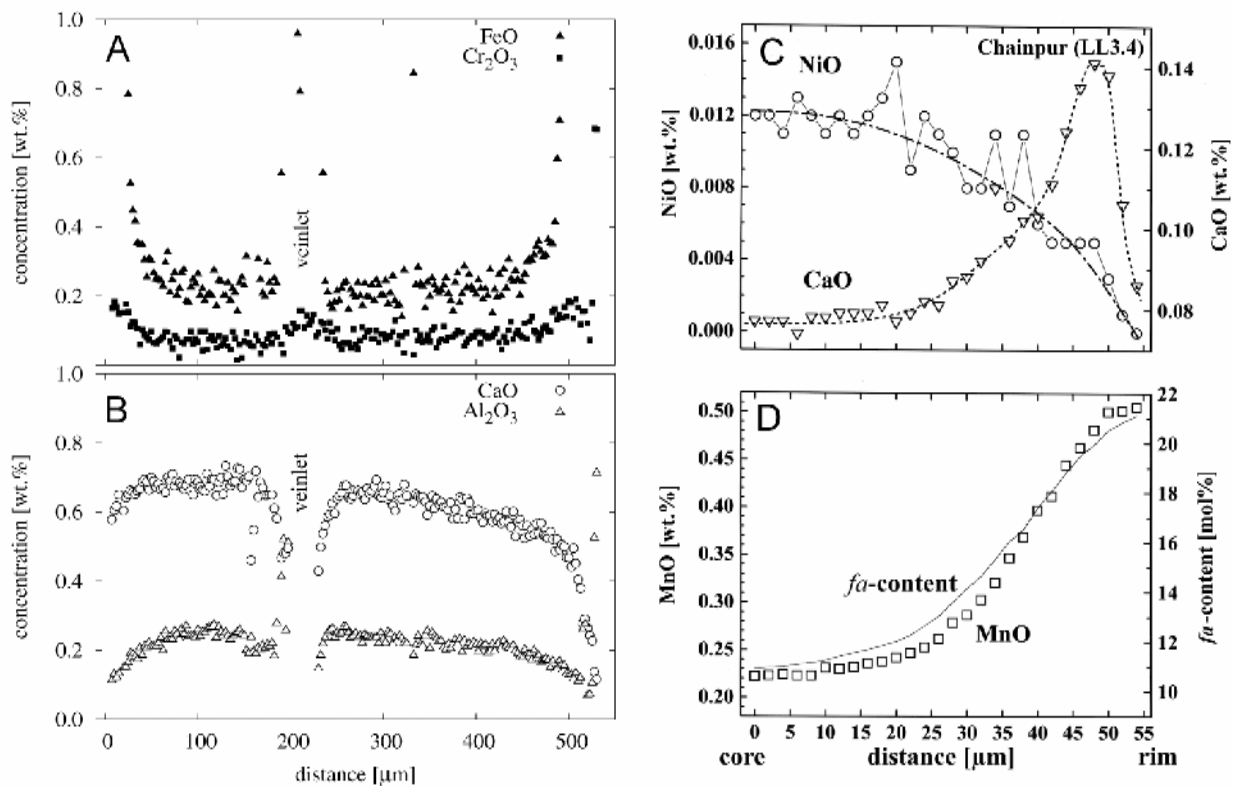 A
FeO
Cr₂O₃
1.0
0.8
0.6
0.4
0.2
concentration [wt.%]
veinlet
B
CaO
Al₂O₃
1.0
0.8
0.6
0.4
0.2
0.0
concentration [wt.%]
veinlet
0 100 200 300 400 500
distance [µm]
C
Chainpur (LL3.4)
NiO
CaO
0.016
0.012
0.008
0.004
0.000
NiO [wt.%]
0.14
0.12
0.10
0.08
CaO [wt.%]
D
fa-content
MnO
0.50
0.45
0.40
0.35
0.30
0.25
0.20
MnO [wt.%]
22
20
18
16
14
12
10
fa-content [mol%]
0 5 10 15 20 25 30 35 40 45 50 55
core distance [µm] rim